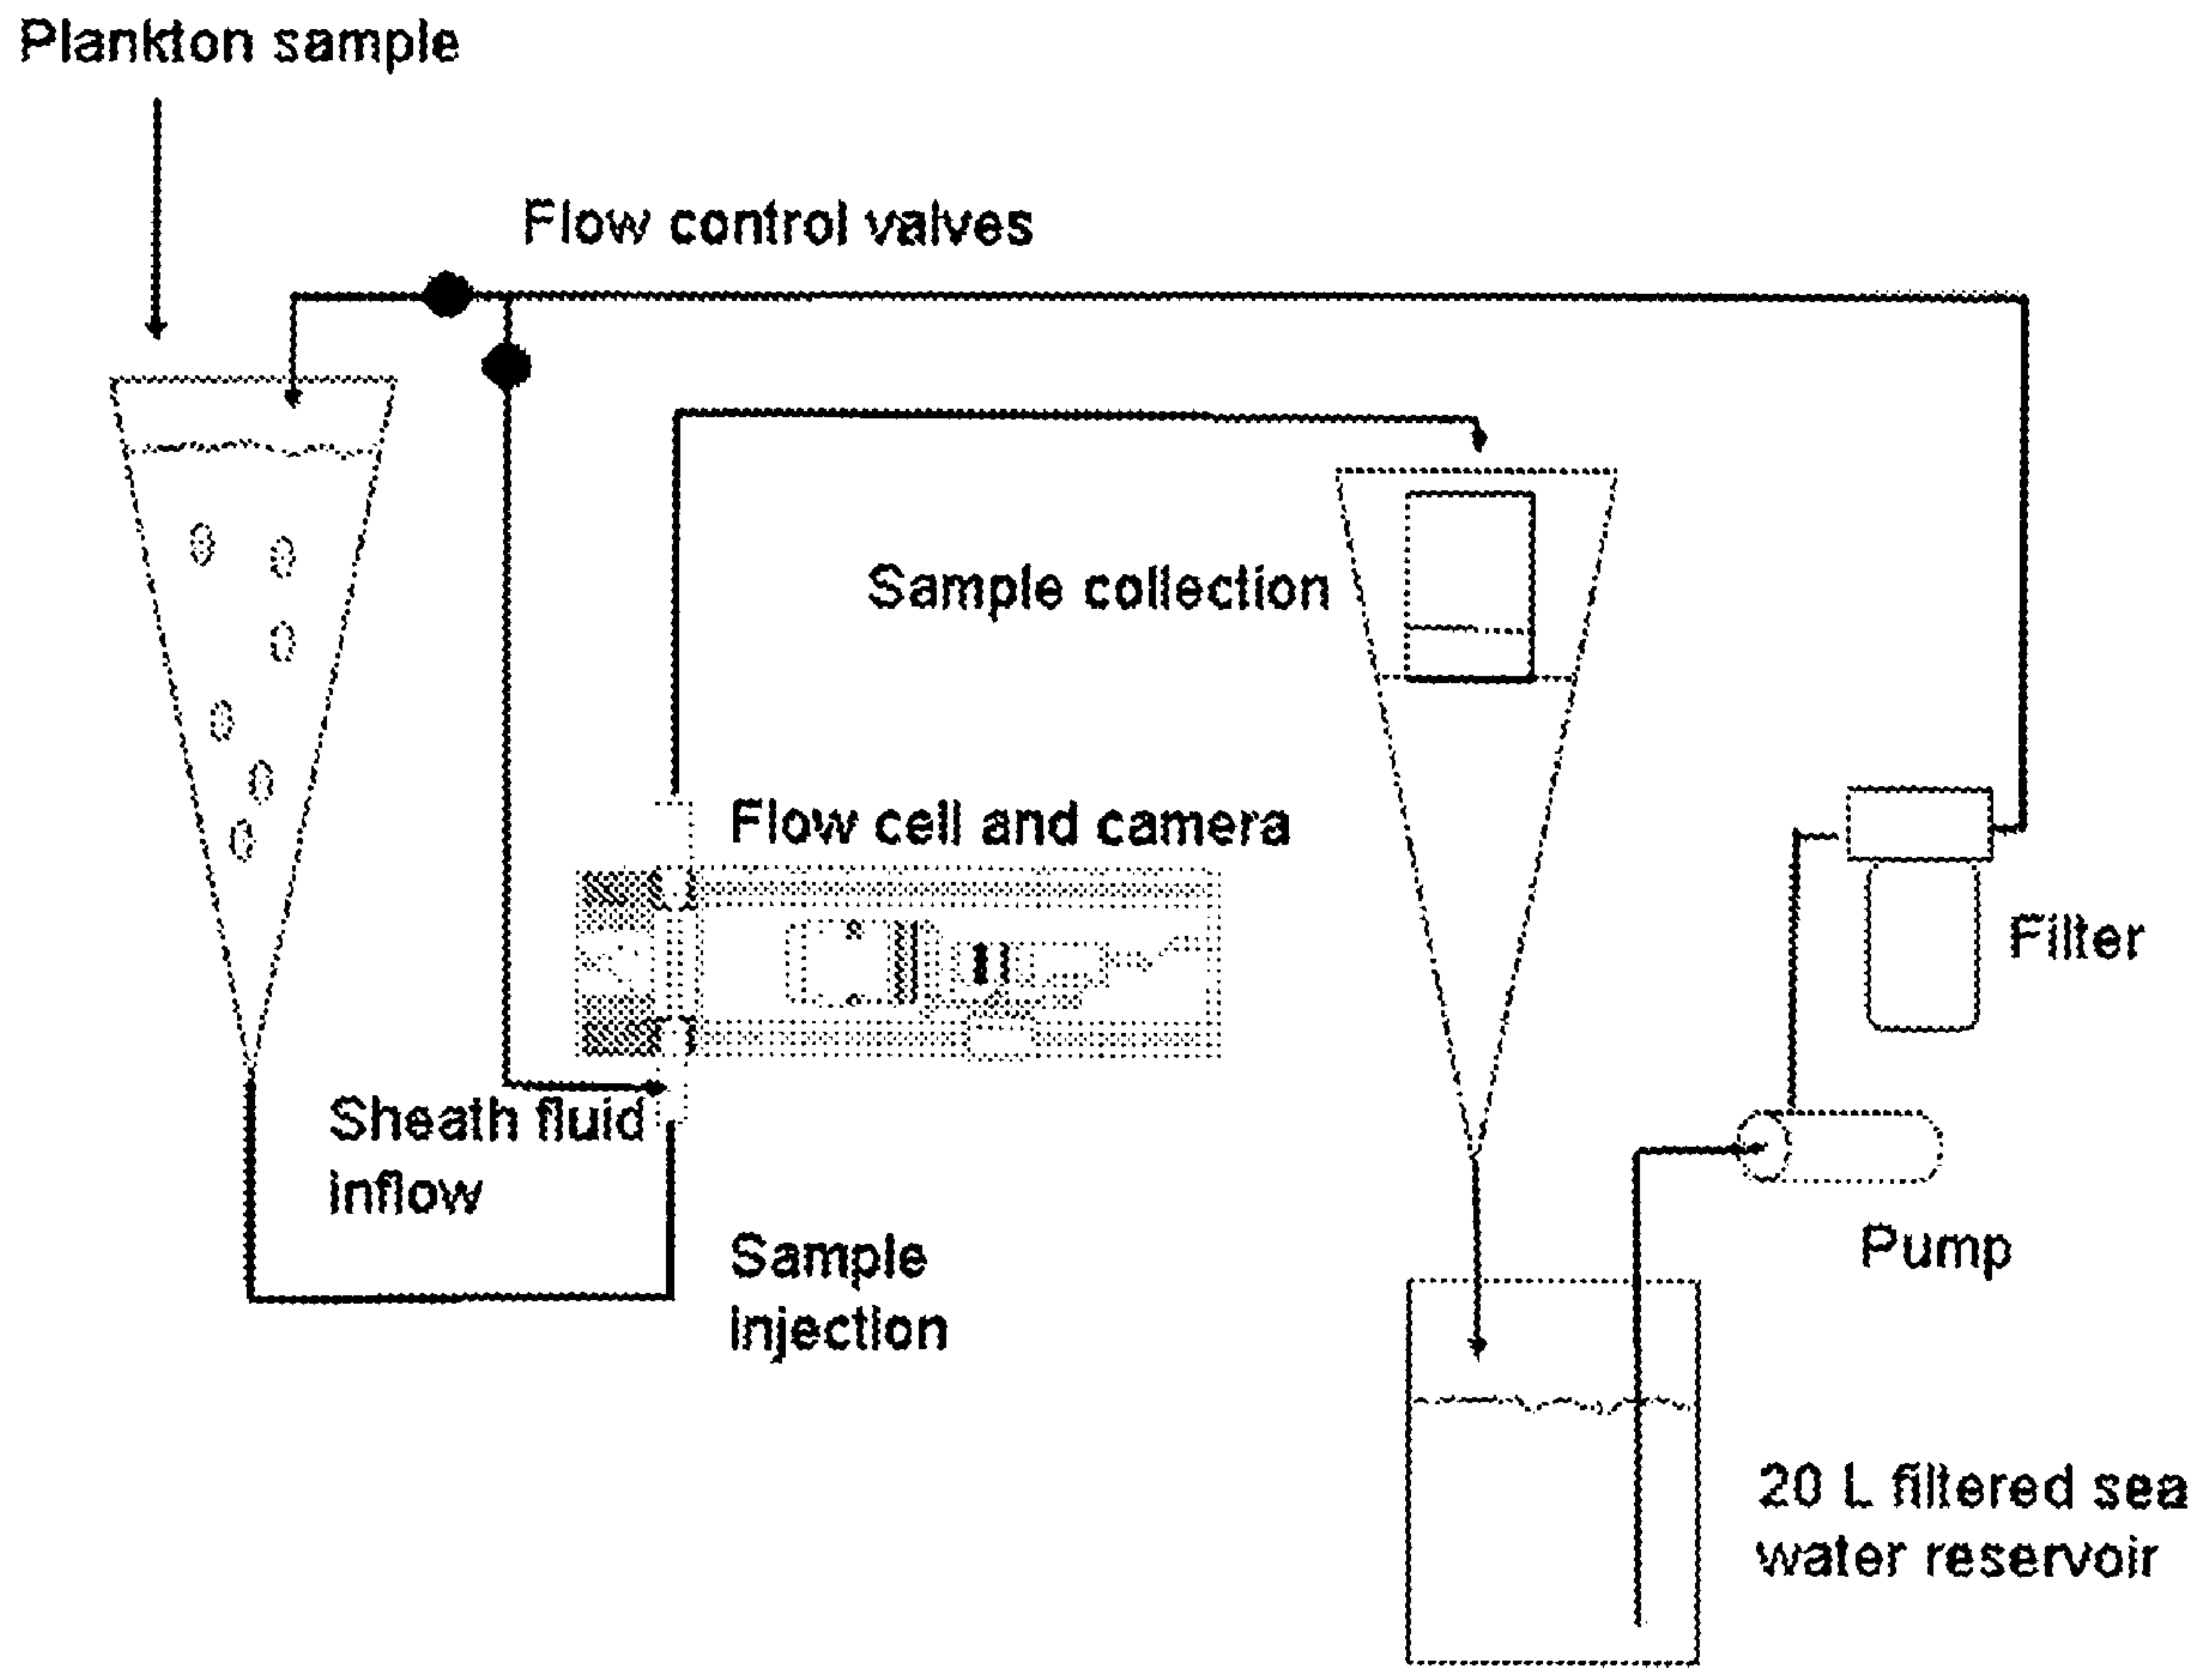 Plankton sample
Flow control valves
Sample collection
Flow cell and camera
Filter
Sheath fluid
inflow
Pump
Sample
injection
20 L filtered sea
water reservoir